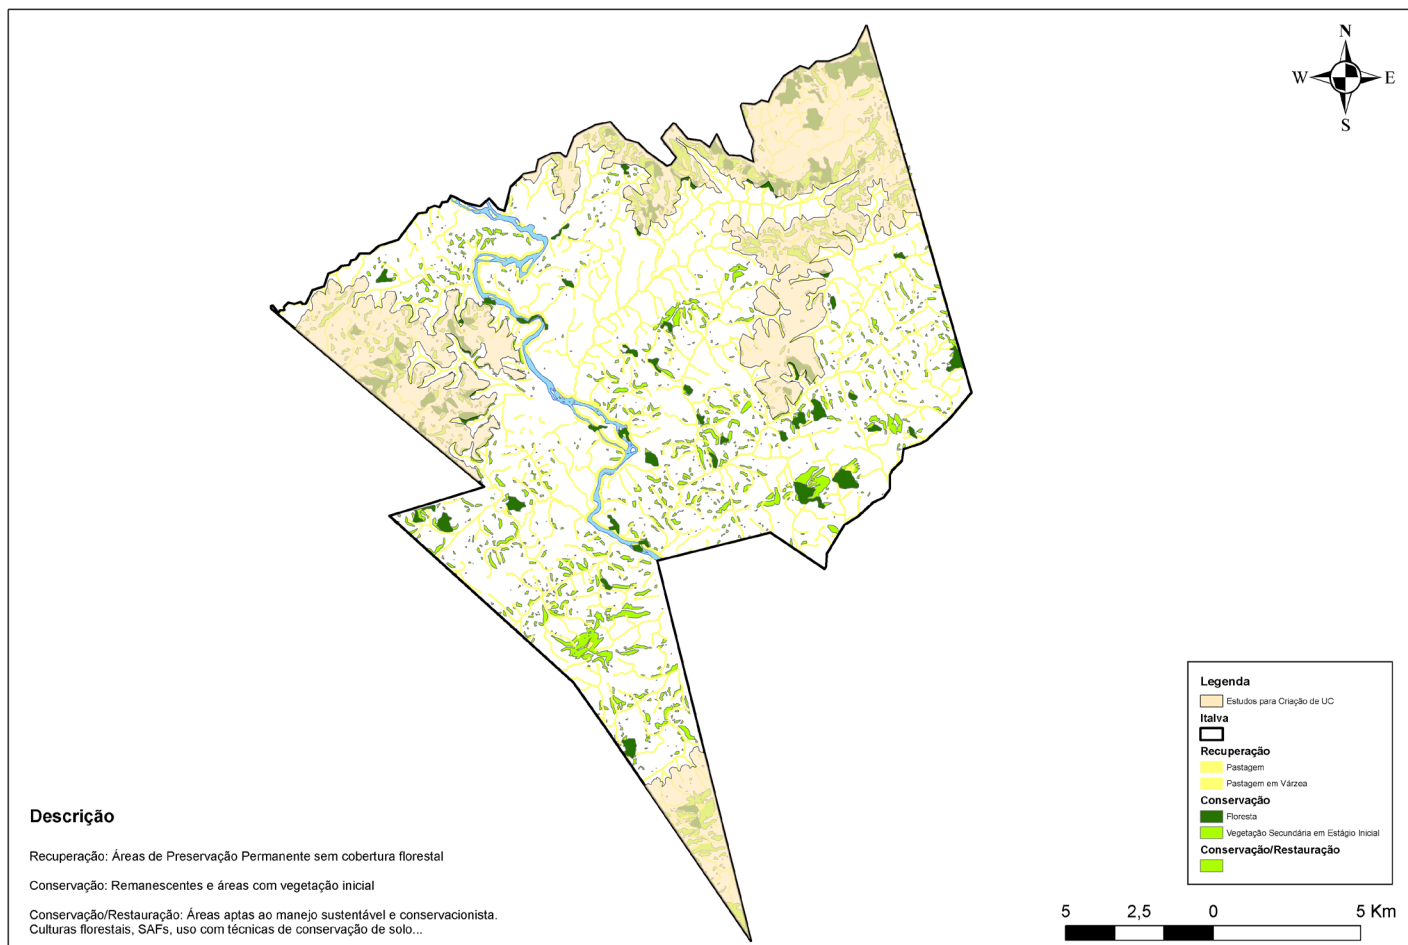 N
W E
S
Legenda
Estudos para Criação de UC
Italva
Recuperação
Pastagem
Pastagem em Várzea
Conservação
Floresta
Vegetação Secundária em Estágio Inicial
Conservação/Restauração
Descrição
Recuperação: Áreas de Preservação Permanente sem cobertura florestal
Conservação: Remanescentes e áreas com vegetação inicial
Conservação/Restauração: Áreas aptas ao manejo sustentável e conservacionista.
Culturas florestais, SAFs, uso com técnicas de conservação de solo...
5 2,5 0 5 Km